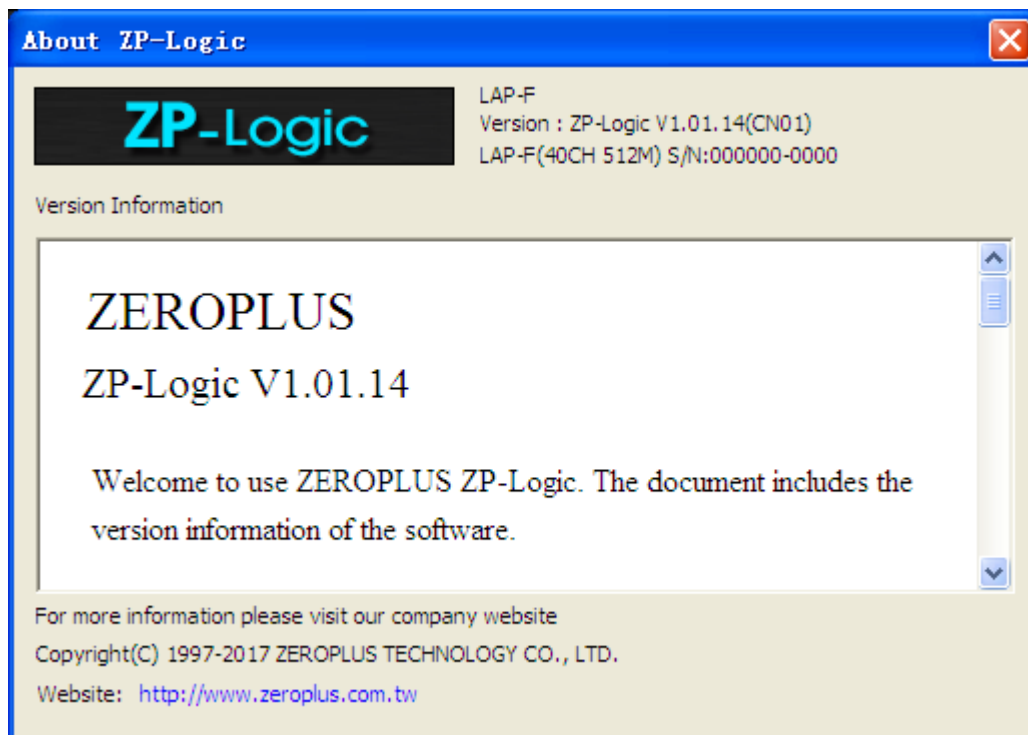 About ZP-Logic
ZP-Logic
LAP-F
Version : ZP-Logic V1.01.14(CN01)
LAP-F(40CH 512M) S/N:000000-0000
Version Information
ZEROPLUS
ZP-Logic V1.01.14
Welcome to use ZEROPLUS ZP-Logic. The document includes the
version information of the software.
For more information please visit our company website
Copyright(C) 1997-2017 ZEROPLUS TECHNOLOGY CO., LTD.
Website: http://www.zeroplus.com.tw